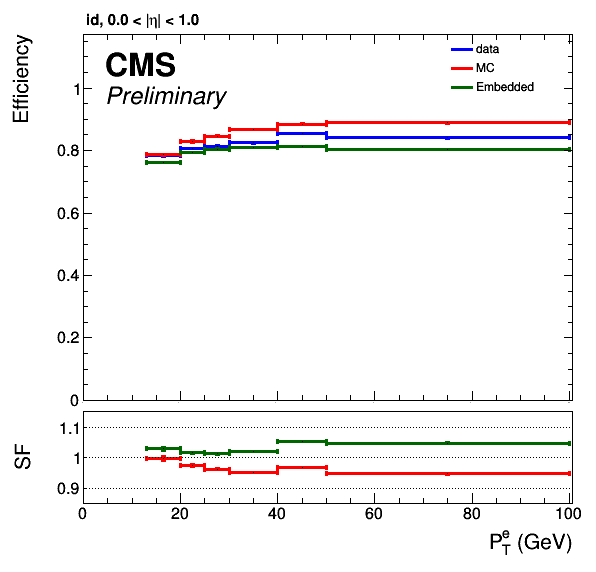 id, 0.0 < |η| < 1.0
CMS
Preliminary
data
MC
Embedded
Efficiency
1
0.8
0.6
0.4
0.2
0
SF
1.1
1
0.9
0 20 40 60 80 100
P_T^e (GeV)